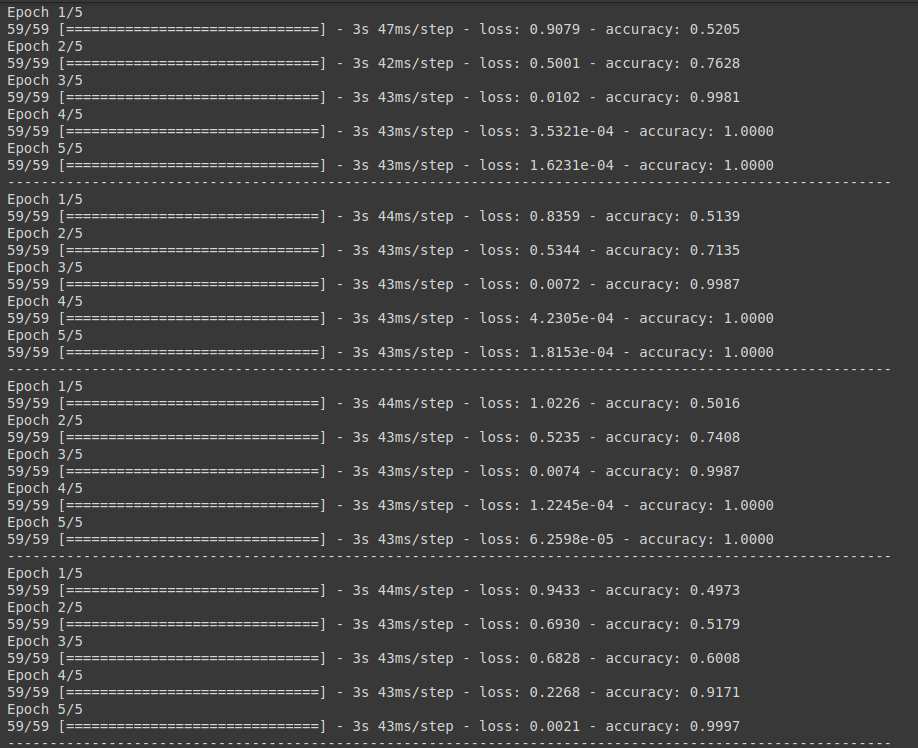 Epoch 1/5
59/59 [==============================] - 3s 47ms/step - loss: 0.9079 - accuracy: 0.5205
Epoch 2/5
59/59 [==============================] - 3s 42ms/step - loss: 0.5001 - accuracy: 0.7628
Epoch 3/5
59/59 [==============================] - 3s 43ms/step - loss: 0.0102 - accuracy: 0.9981
Epoch 4/5
59/59 [==============================] - 3s 43ms/step - loss: 3.5321e-04 - accuracy: 1.0000
Epoch 5/5
59/59 [==============================] - 3s 43ms/step - loss: 1.6231e-04 - accuracy: 1.0000
---------------------------------------------------------------------------------------------------------
Epoch 1/5
59/59 [==============================] - 3s 44ms/step - loss: 0.8359 - accuracy: 0.5139
Epoch 2/5
59/59 [==============================] - 3s 43ms/step - loss: 0.5344 - accuracy: 0.7135
Epoch 3/5
59/59 [==============================] - 3s 43ms/step - loss: 0.0072 - accuracy: 0.9987
Epoch 4/5
59/59 [==============================] - 3s 43ms/step - loss: 4.2305e-04 - accuracy: 1.0000
Epoch 5/5
59/59 [==============================] - 3s 43ms/step - loss: 1.8153e-04 - accuracy: 1.0000
---------------------------------------------------------------------------------------------------------
Epoch 1/5
59/59 [==============================] - 3s 44ms/step - loss: 1.0226 - accuracy: 0.5016
Epoch 2/5
59/59 [==============================] - 3s 43ms/step - loss: 0.5235 - accuracy: 0.7408
Epoch 3/5
59/59 [==============================] - 3s 43ms/step - loss: 0.0074 - accuracy: 0.9987
Epoch 4/5
59/59 [==============================] - 3s 43ms/step - loss: 1.2245e-04 - accuracy: 1.0000
Epoch 5/5
59/59 [==============================] - 3s 43ms/step - loss: 6.2598e-05 - accuracy: 1.0000
---------------------------------------------------------------------------------------------------------
Epoch 1/5
59/59 [==============================] - 3s 44ms/step - loss: 0.9433 - accuracy: 0.4973
Epoch 2/5
59/59 [==============================] - 3s 43ms/step - loss: 0.6930 - accuracy: 0.5179
Epoch 3/5
59/59 [==============================] - 3s 43ms/step - loss: 0.6828 - accuracy: 0.6008
Epoch 4/5
59/59 [==============================] - 3s 43ms/step - loss: 0.2268 - accuracy: 0.9171
Epoch 5/5
59/59 [==============================] - 3s 43ms/step - loss: 0.0021 - accuracy: 0.9997
---------------------------------------------------------------------------------------------------------